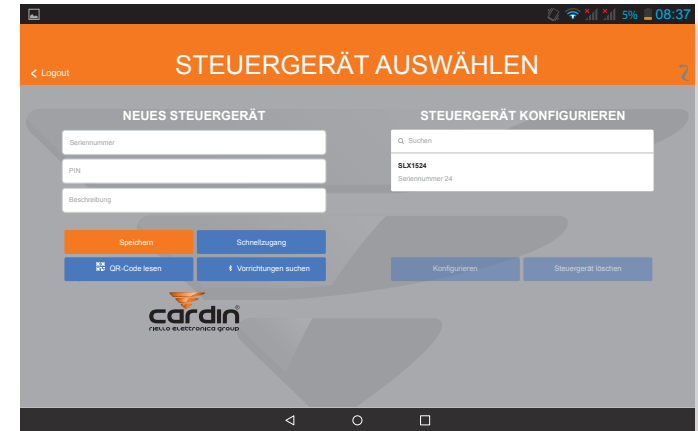 5% 08:37
Logout
STEUERGERÄT AUSWÄHLEN
NEUES STEUERGERÄT
Seriennummer
PIN
Beschreibung
Speichern
Schnellzugang
QR-Code lesen
Vorrichtungen suchen
cardin
riello elettronica group
STEUERGERÄT KONFIGURIEREN
Suchen
SLX1524
Seriennummer 24
Konfigurieren
Steuergerät löschen